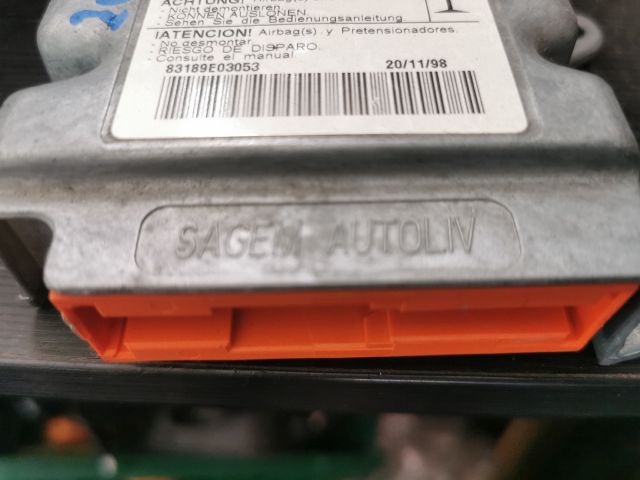 ACHTUNG! Airbag(s)
- Nicht demontieren
- KÖNNEN AUSLÖSEN.
- Sehen Sie die Bedienungsanleitung
¡ATENCION! Airbag(s) y Pretensionadores.
- No desmontar
RIESGO DE DISPARO.
- Consulte el manual
83189E03053 20/11/98
SAGEM AUTOLIV